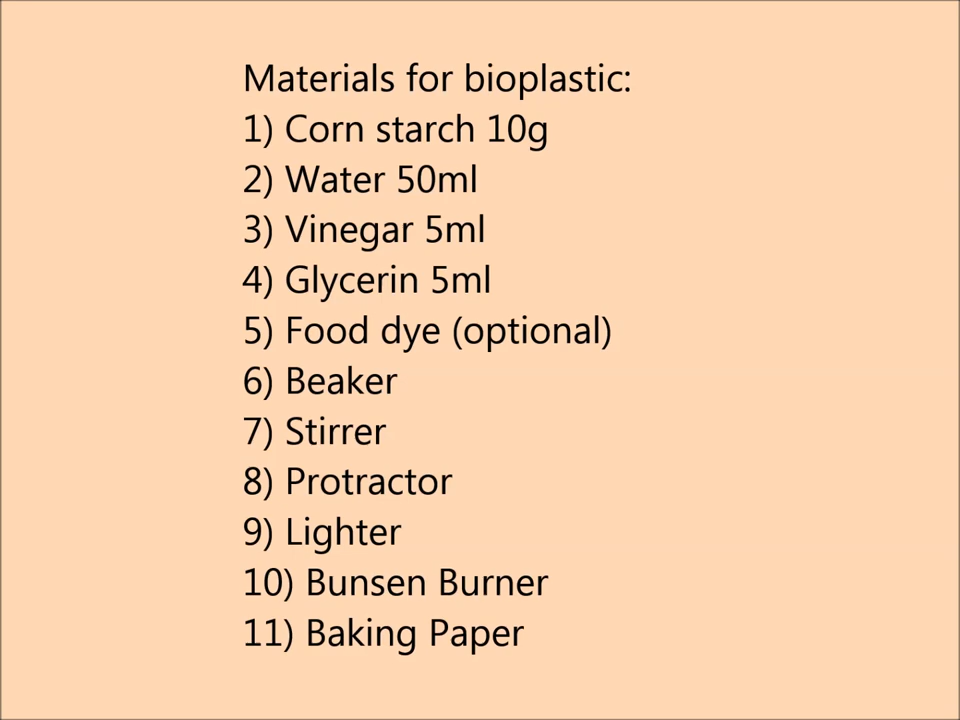 Materials for bioplastic:
1) Corn starch 10g
2) Water 50ml
3) Vinegar 5ml
4) Glycerin 5ml
5) Food dye (optional)
6) Beaker
7) Stirrer
8) Protractor
9) Lighter
10) Bunsen Burner
11) Baking Paper